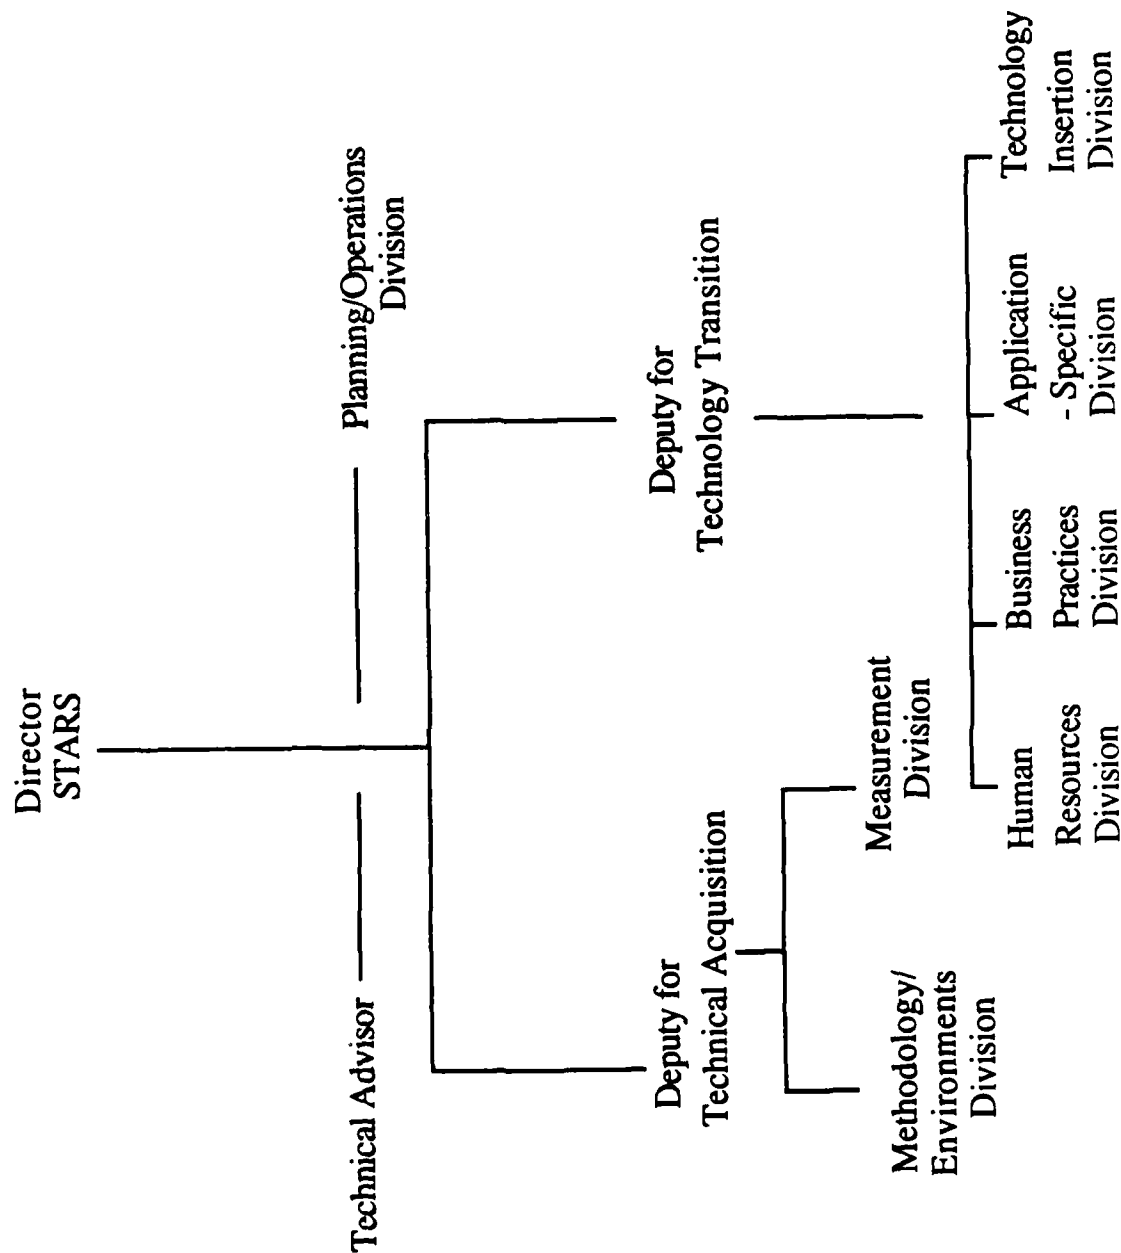 Director
STARS
Technical Advisor
Planning/Operations
Division
Deputy for
Technical Acquisition
Deputy for
Technology Transition
Methodology/
Environments
Division
Measurement
Division
Human
Resources
Division
Business
Practices
Division
Application
- Specific
Division
Technology
Insertion
Division